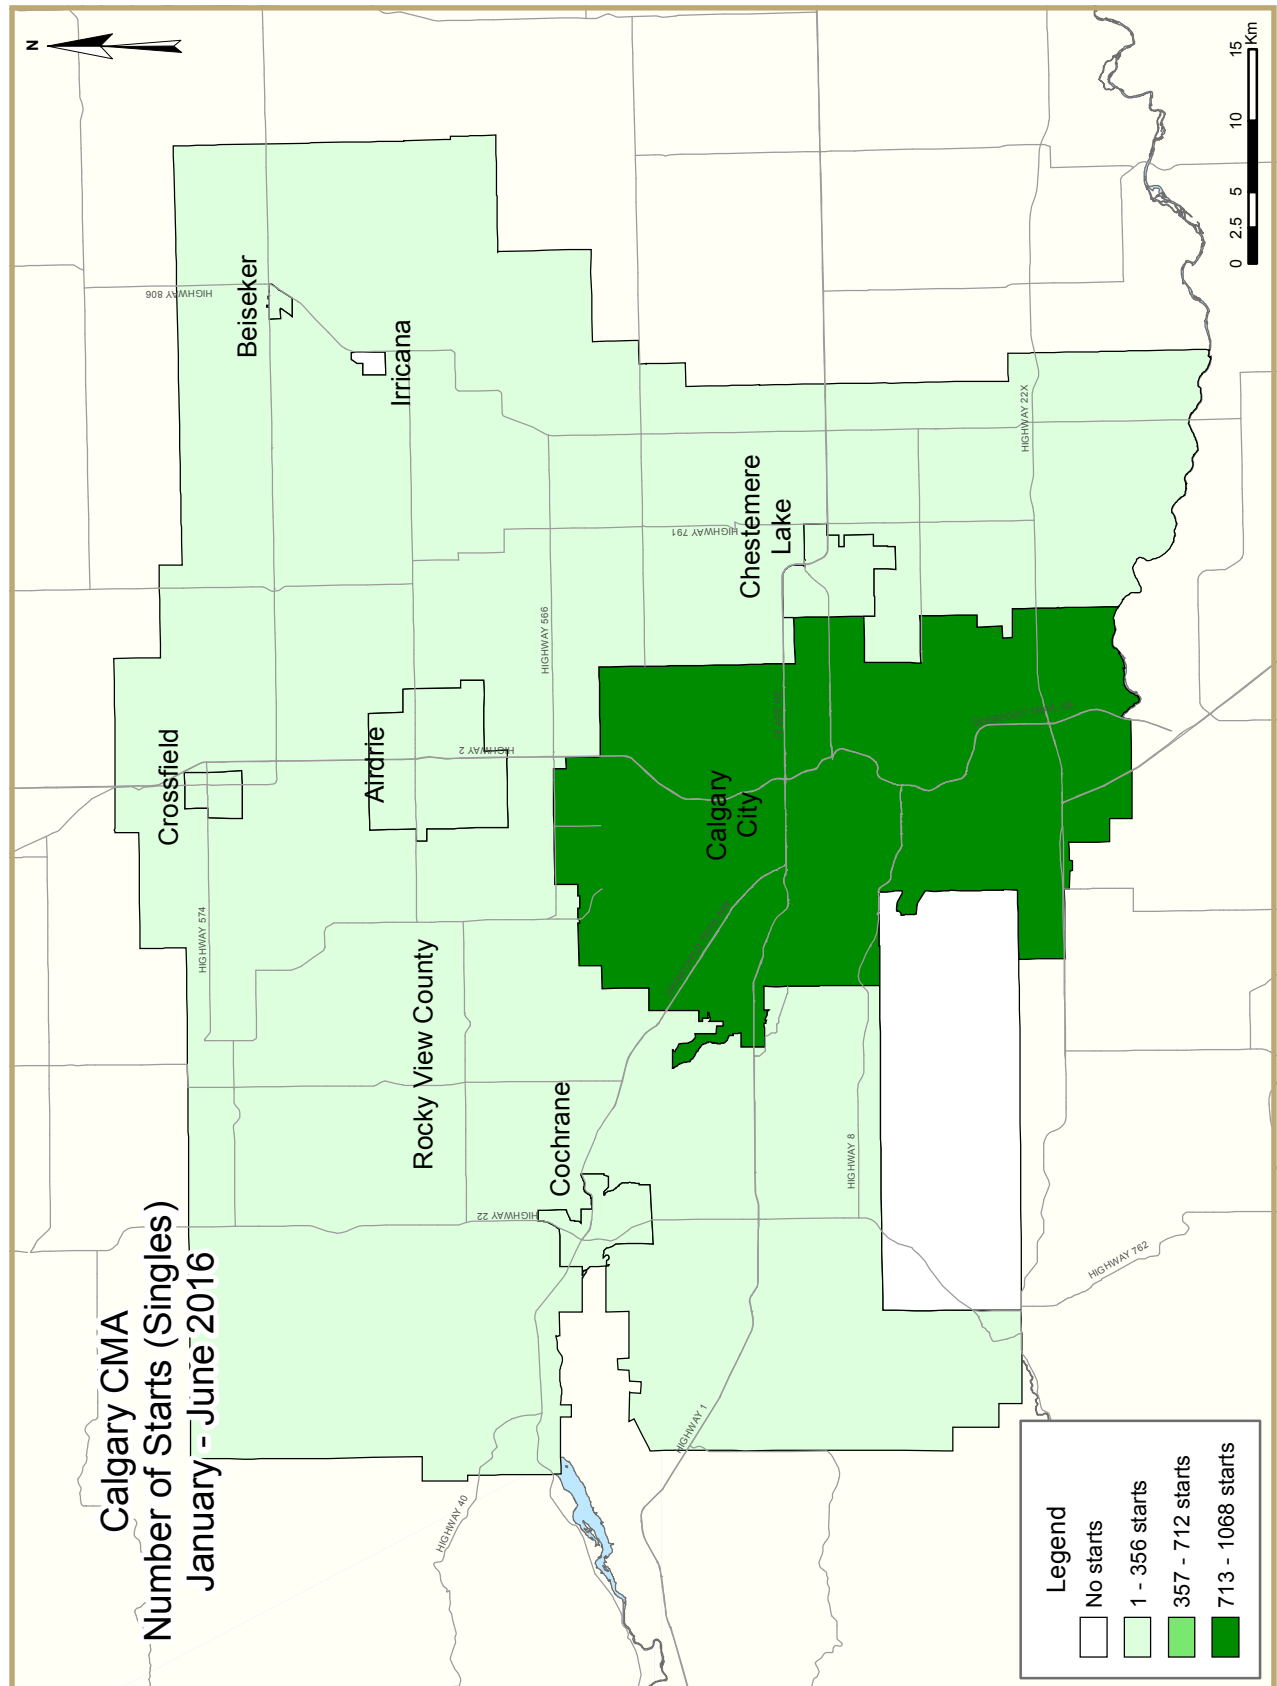 Calgary CMA
Number of Starts (Singles)
January - June 2016
N
Crossfield
Beiseker
Irricana
Airdrie
Rocky View County
Cochrane
Calgary
City
Chestemere
Lake
HIGHWAY 806
HIGHWAY 574
HIGHWAY 2
HIGHWAY 566
HIGHWAY 791
HIGHWAY 22
HIGHWAY 40
HIGHWAY 1
HIGHWAY 8
HIGHWAY 22X
HIGHWAY 762
Legend
No starts
1 - 356 starts
357 - 712 starts
713 - 1068 starts
0 2.5 5 10 15
Km